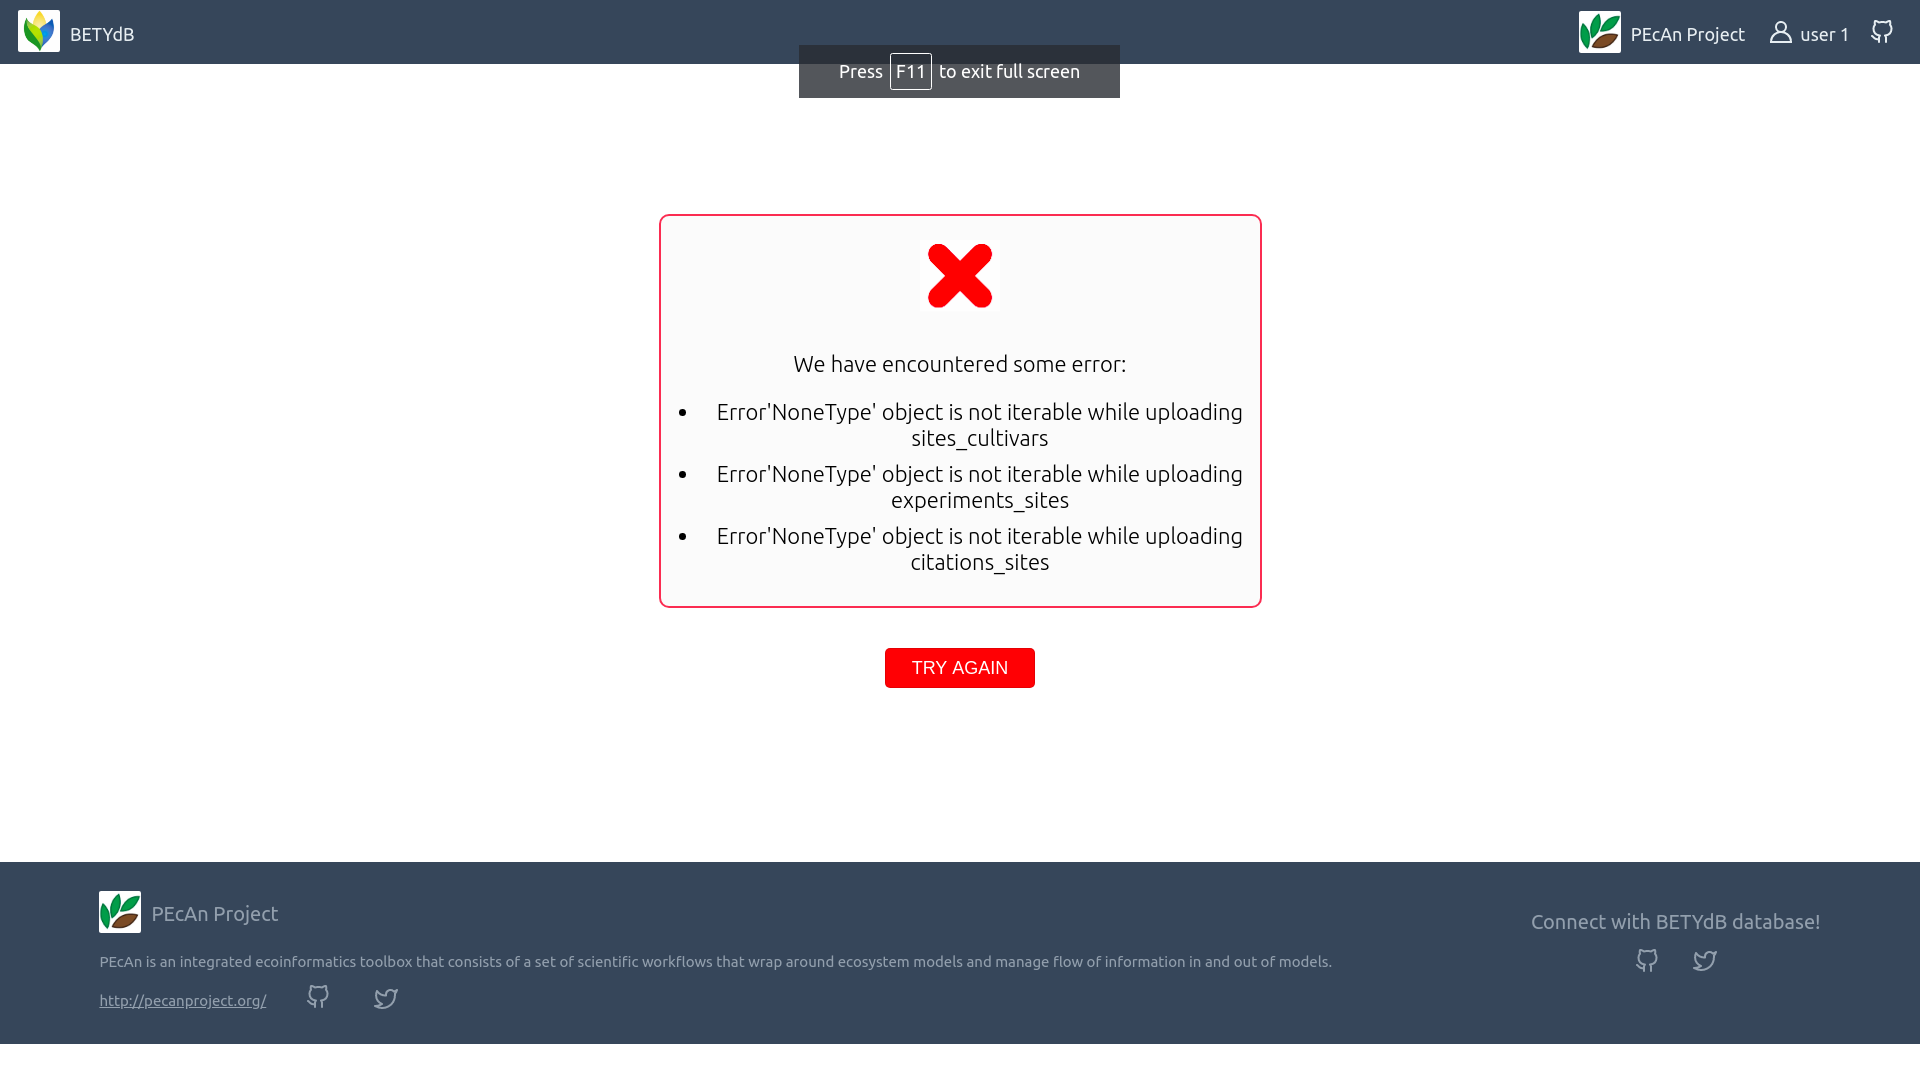 BETYdB
PEcAn Project
user 1
Press F11 to exit full screen
We have encountered some error:
Error'NoneType' object is not iterable while uploading
sites_cultivars
Error'NoneType' object is not iterable while uploading
experiments_sites
Error'NoneType' object is not iterable while uploading
citations_sites
TRY AGAIN
PEcAn Project
PEcAn is an integrated ecoinformatics toolbox that consists of a set of scientific workflows that wrap around ecosystem models and manage flow of information in and out of models.
http://pecanproject.org/
Connect with BETYdB database!